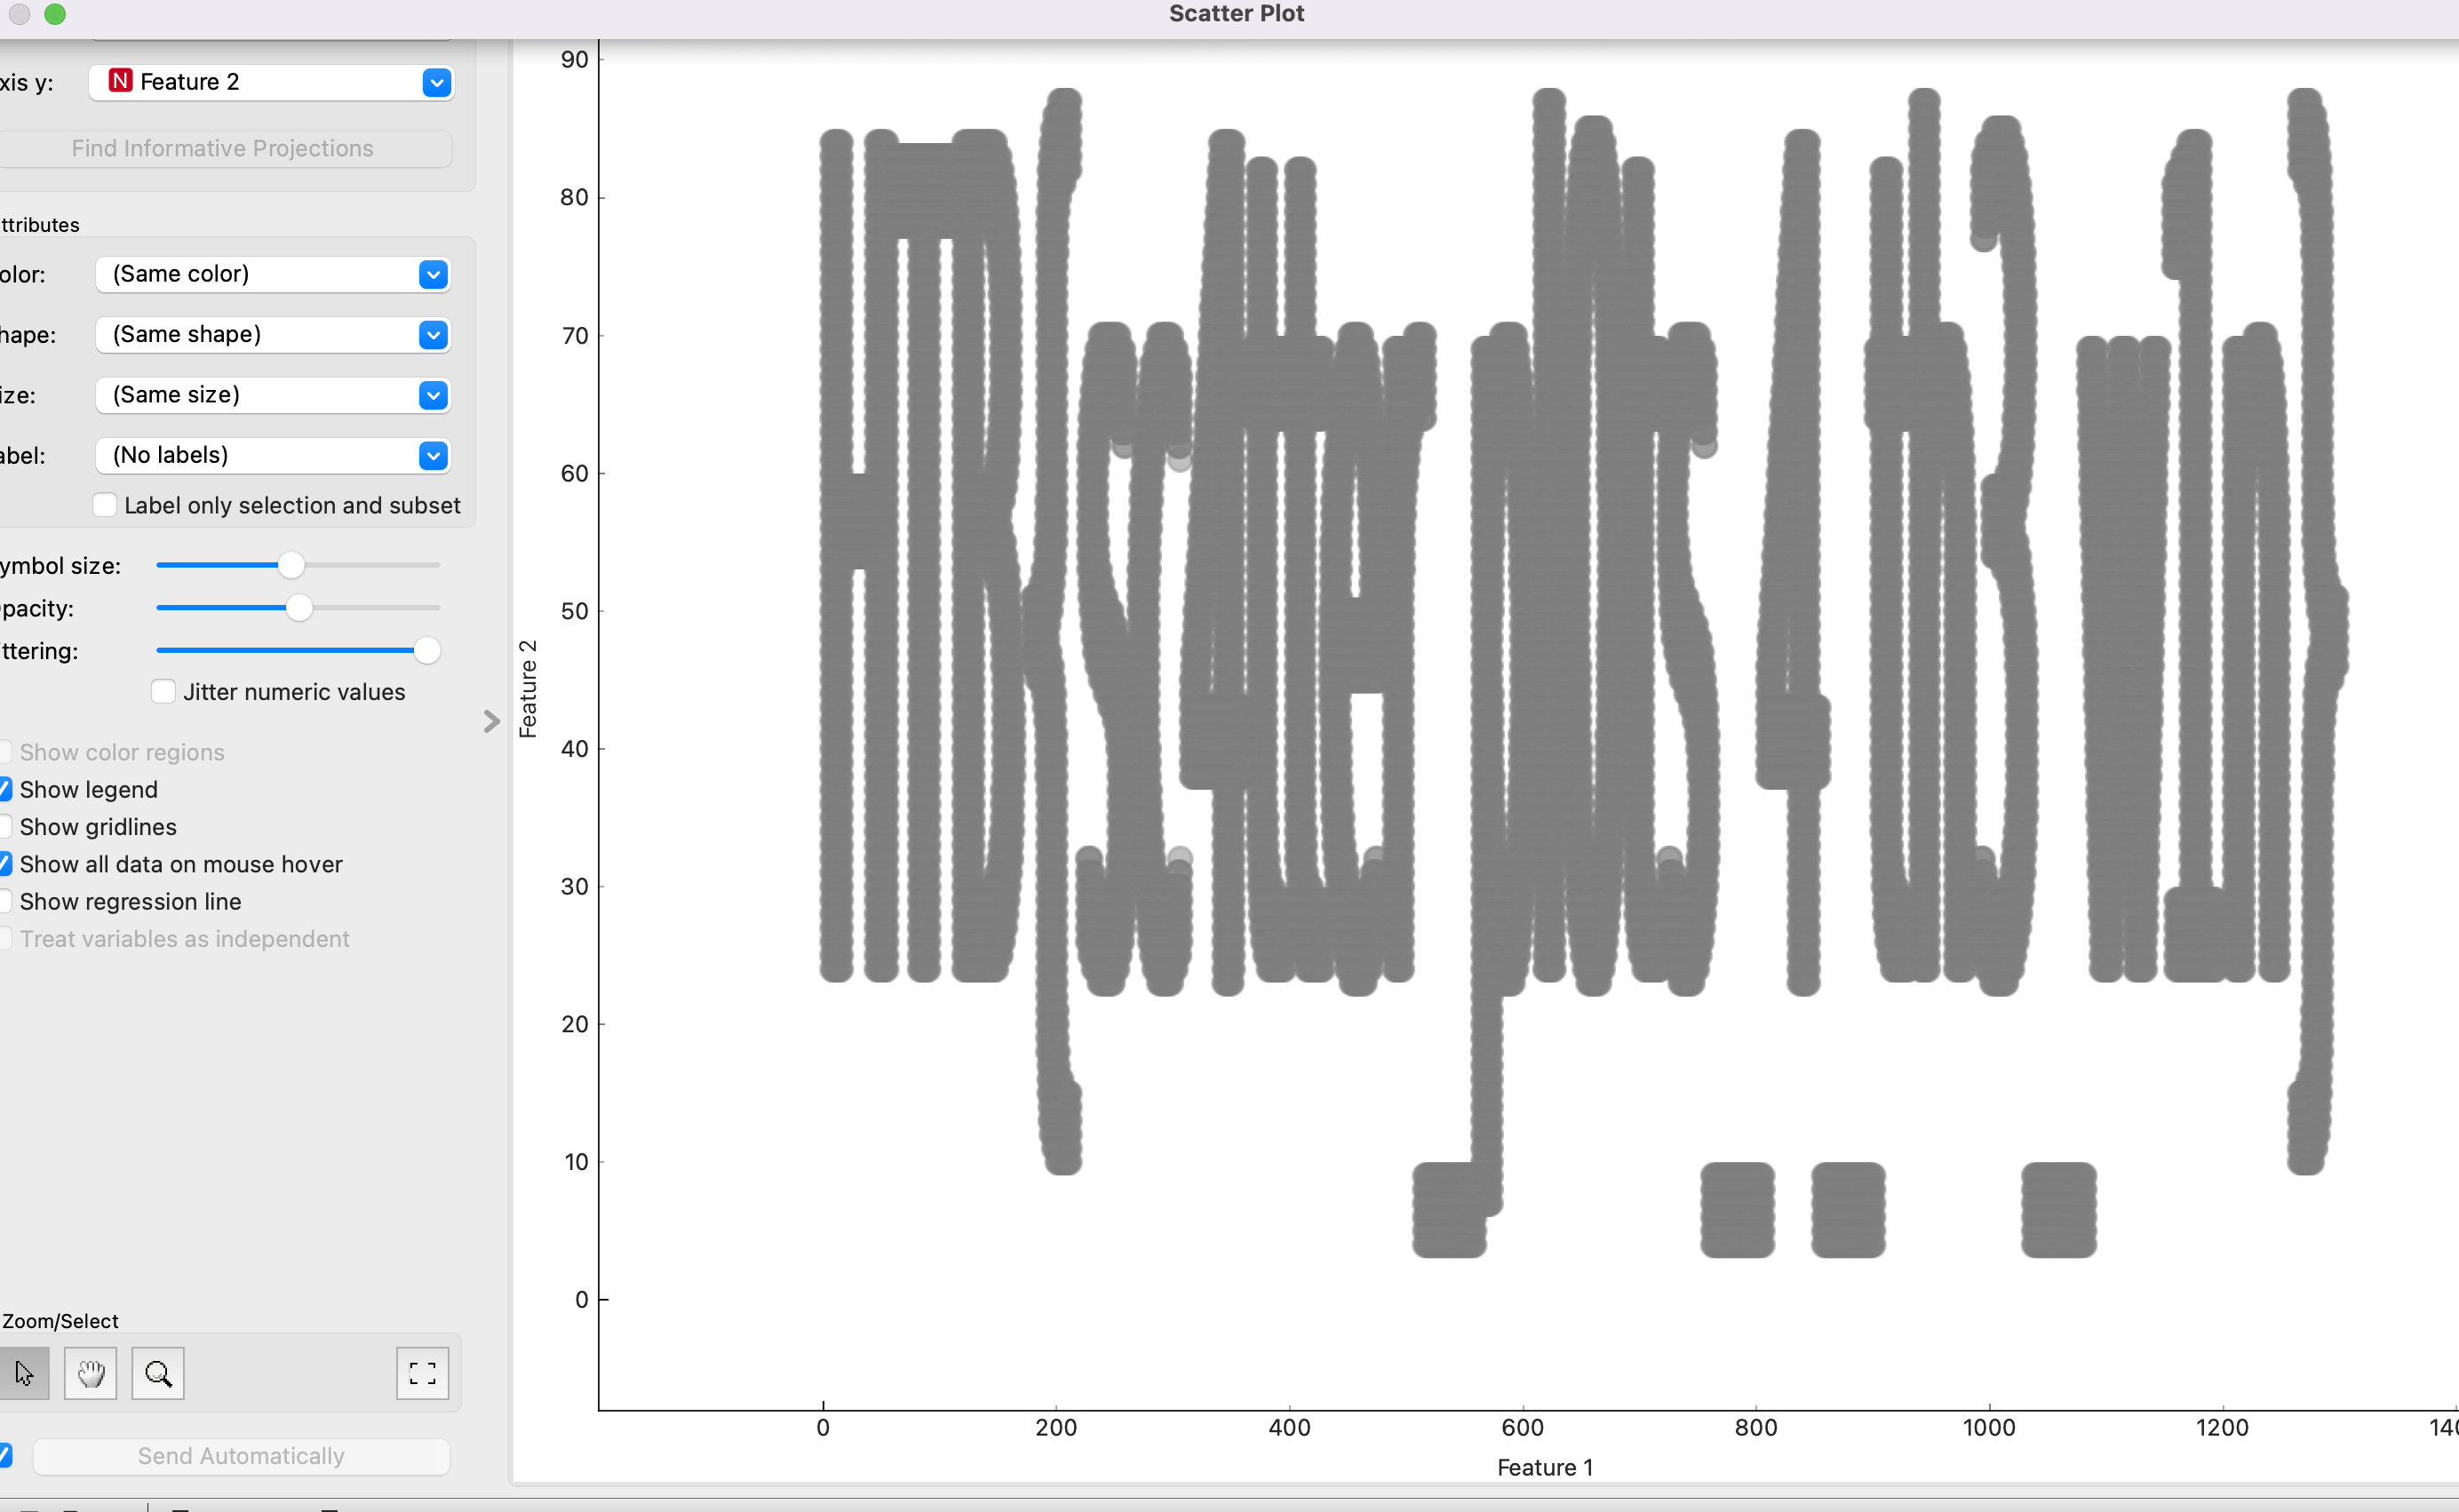 Scatter Plot
xis y: N Feature 2
Find Informative Projections
ttributes
olor: (Same color)
hape: (Same shape)
ize: (Same size)
abel: (No labels)
Label only selection and subset
ymbol size:
pacity:
ttering:
Jitter numeric values
Show color regions
Show legend
Show gridlines
Show all data on mouse hover
Show regression line
Treat variables as independent
Zoom/Select
Send Automatically
90
80
70
60
50
40
30
20
10
0
Feature 2
HTB{sc4tter_pl0ts_4_th3_w1n}
0 200 400 600 800 1000 1200 140
Feature 1